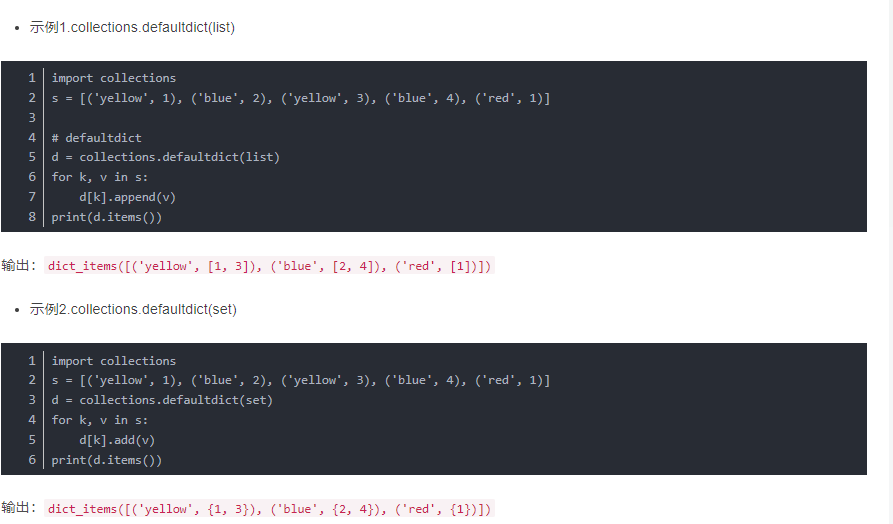 示例1.collections.defaultdict(list)
1 import collections
2 s = [('yellow', 1), ('blue', 2), ('yellow', 3), ('blue', 4), ('red', 1)]
3
4 # defaultdict
5 d = collections.defaultdict(list)
6 for k, v in s:
7     d[k].append(v)
8 print(d.items())
输出：dict_items([('yellow', [1, 3]), ('blue', [2, 4]), ('red', [1])])
示例2.collections.defaultdict(set)
1 import collections
2 s = [('yellow', 1), ('blue', 2), ('yellow', 3), ('blue', 4), ('red', 1)]
3 d = collections.defaultdict(set)
4 for k, v in s:
5     d[k].add(v)
6 print(d.items())
输出：dict_items([('yellow', {1, 3}), ('blue', {2, 4}), ('red', {1})])